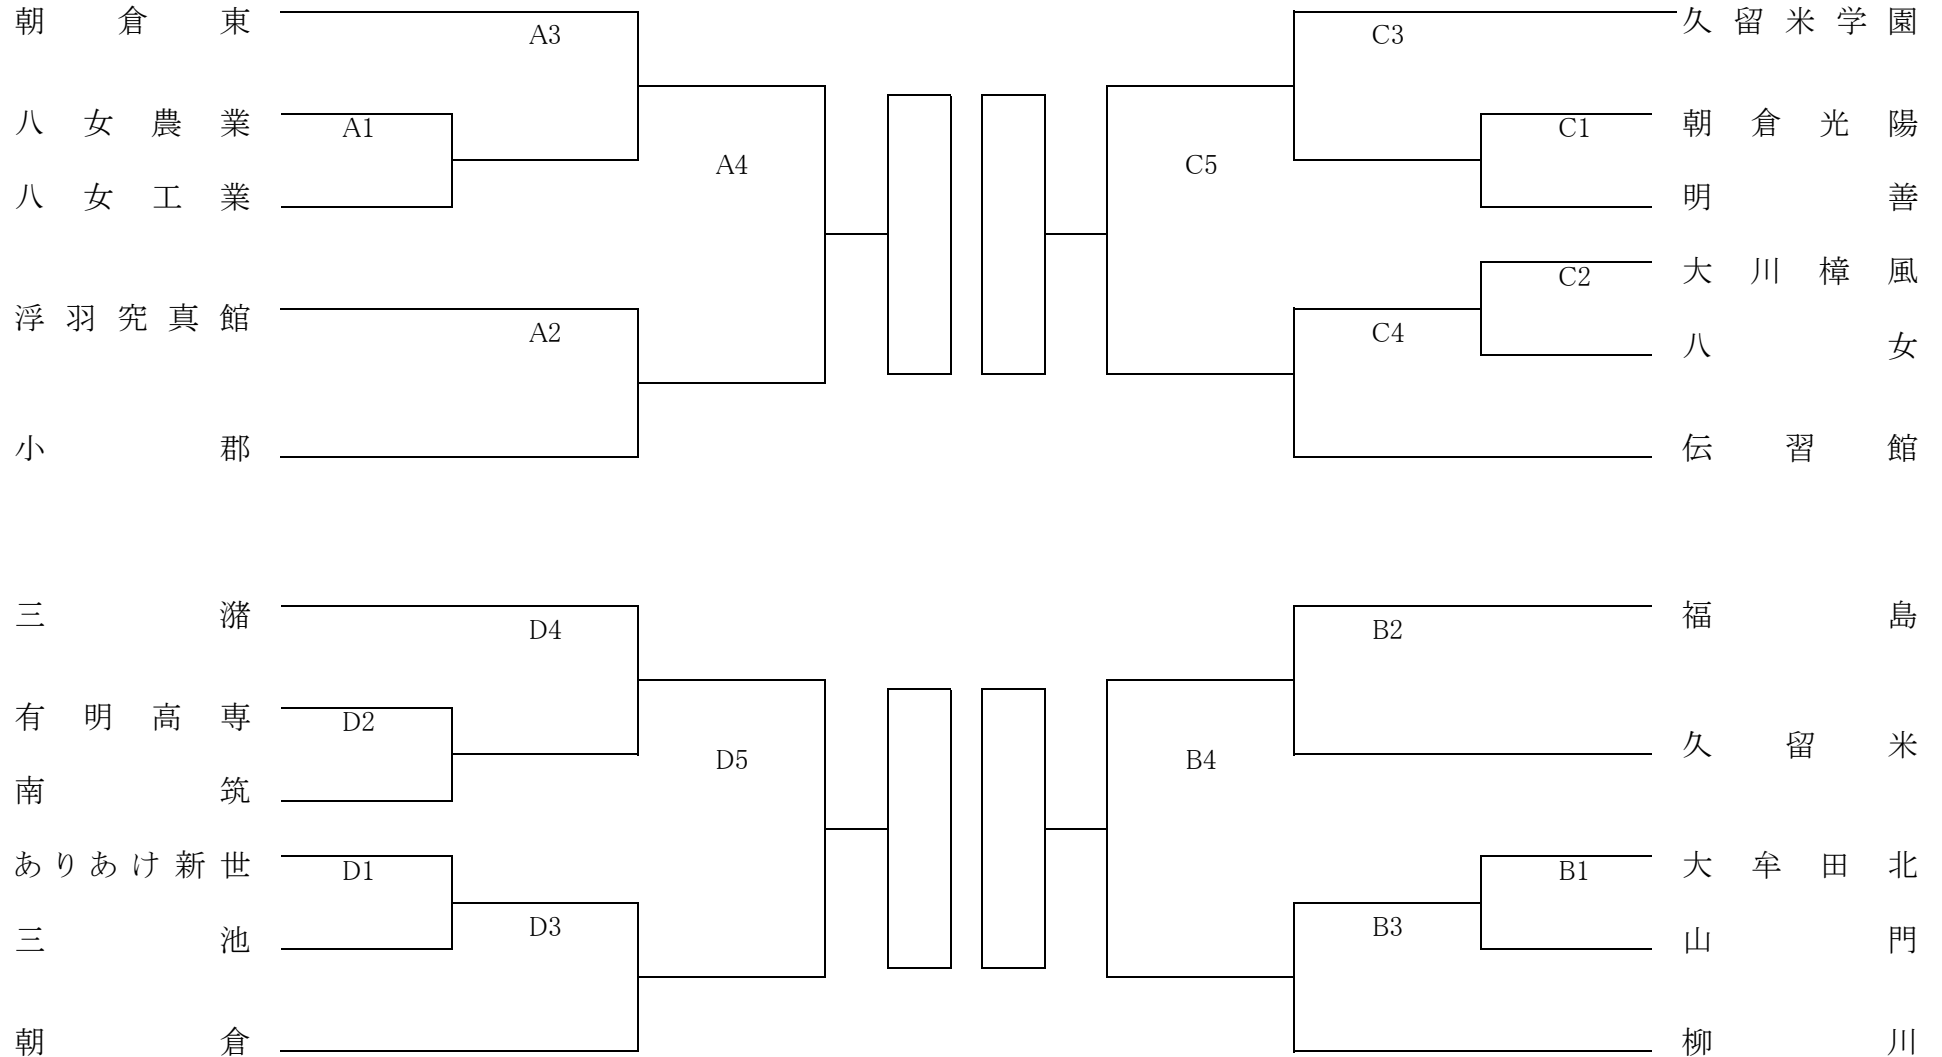 朝倉東
A3
八女農業
A1
八女工業
A4
浮羽究真館
A2
小郡
久留米学園
C3
朝倉光陽
C1
明善
C5
大川樟風
C2
八女
C4
伝習館
三潴
D4
有明高専
D2
南筑
D5
ありあけ新世
D1
三池
D3
朝倉
福島
B2
久留米
B4
大牟田北
B1
山門
B3
柳川